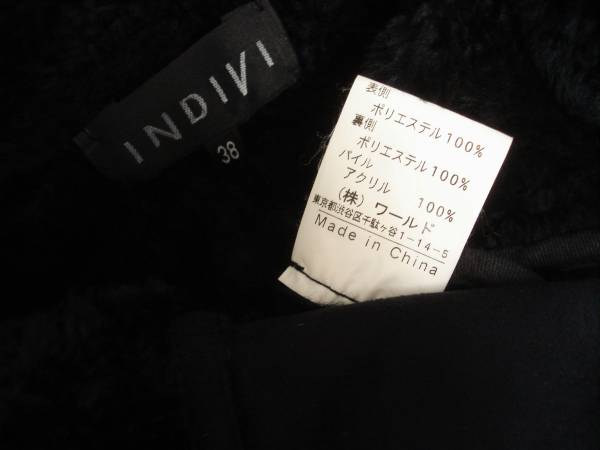 INDIVI
38
表側
ポリエステル100%
裏側
ポリエステル100%
パイル
アクリル 100%
(株)ワールド
東京都渋谷区千駄ヶ谷1-14-5
Made in China